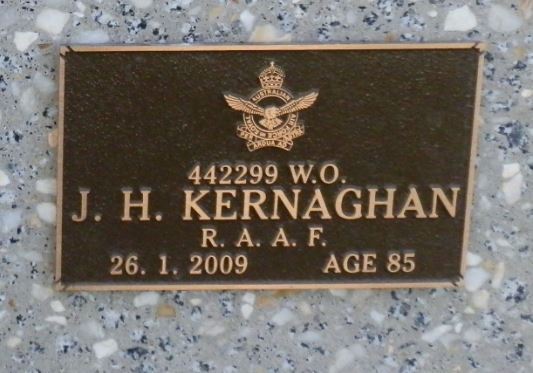 442299 W.O.
J. H. KERNAGHAN
R. A. A. F.
26. 1. 2009 AGE 85